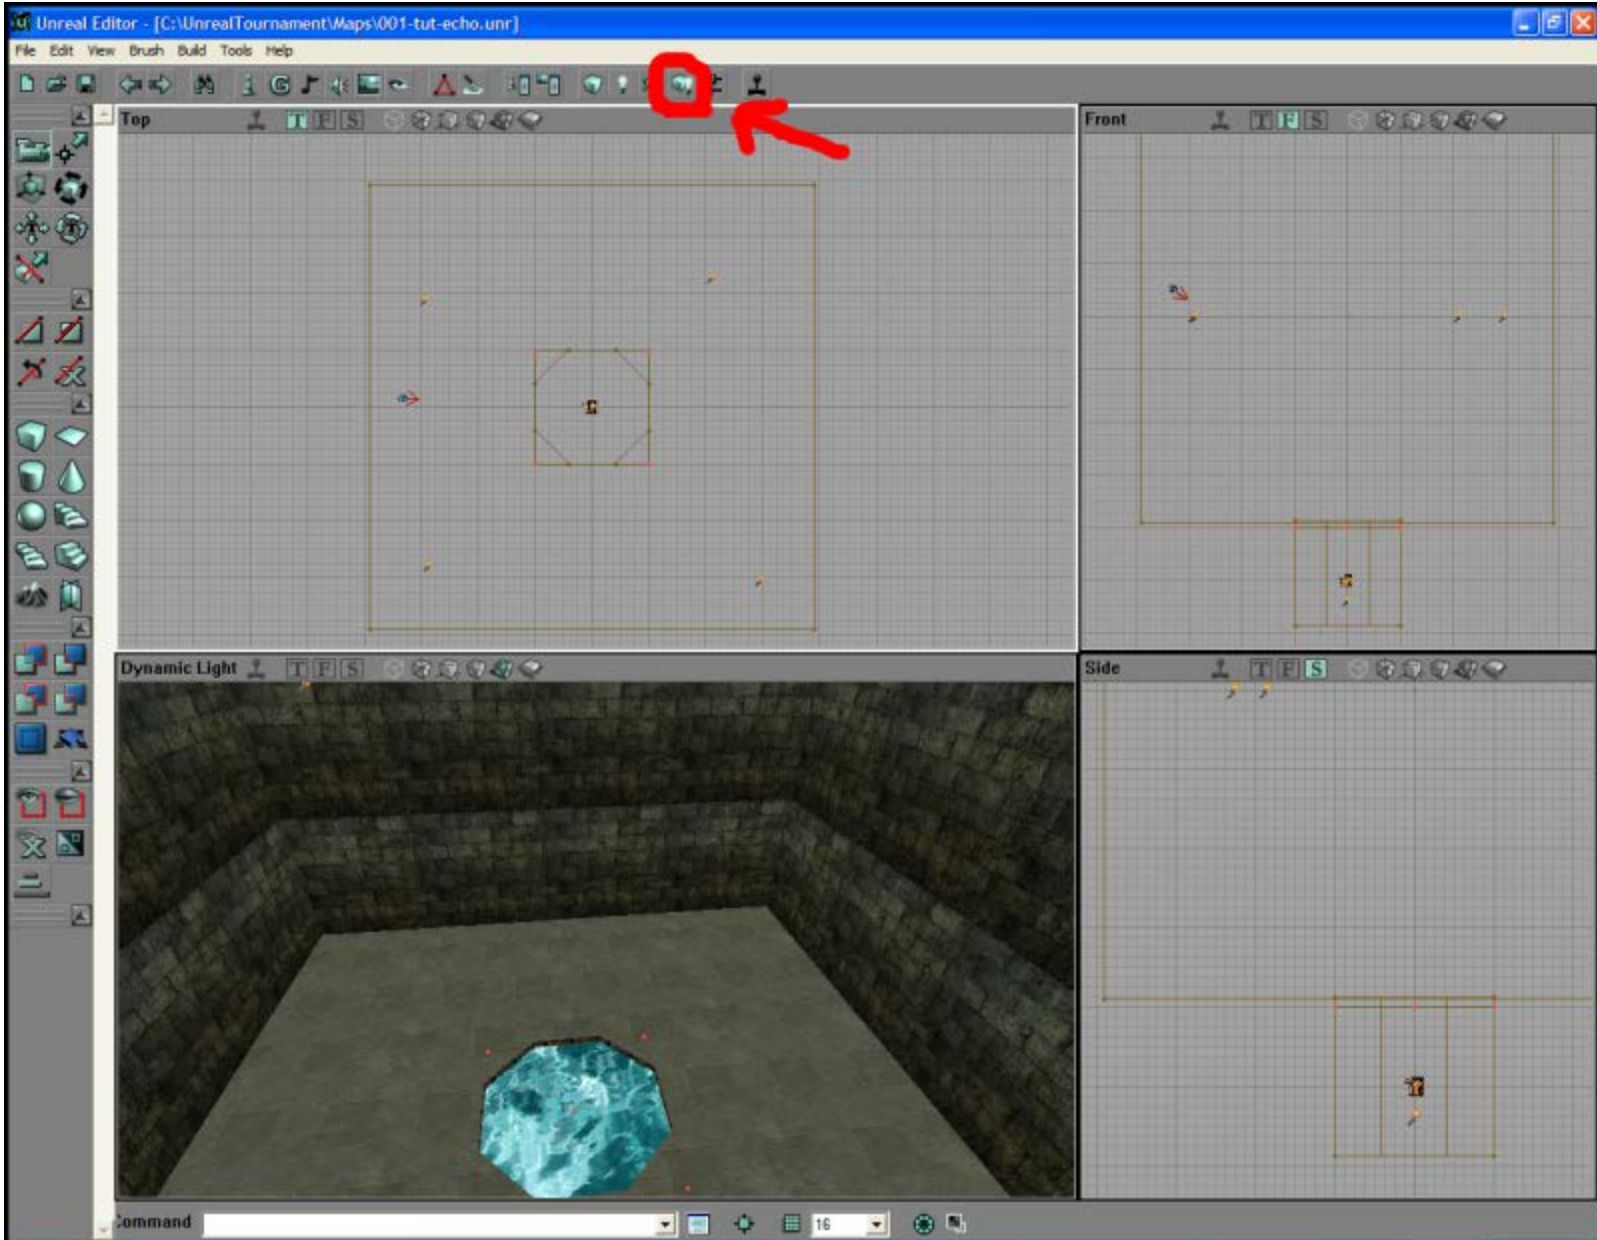 Unreal Editor - [C:\UnrealTournament\Maps\001-tut-echo.unr]
File Edit View Brush Build Tools Help
Top T F S
Front T F S
Dynamic Light T F S
Side T F S
Command
16